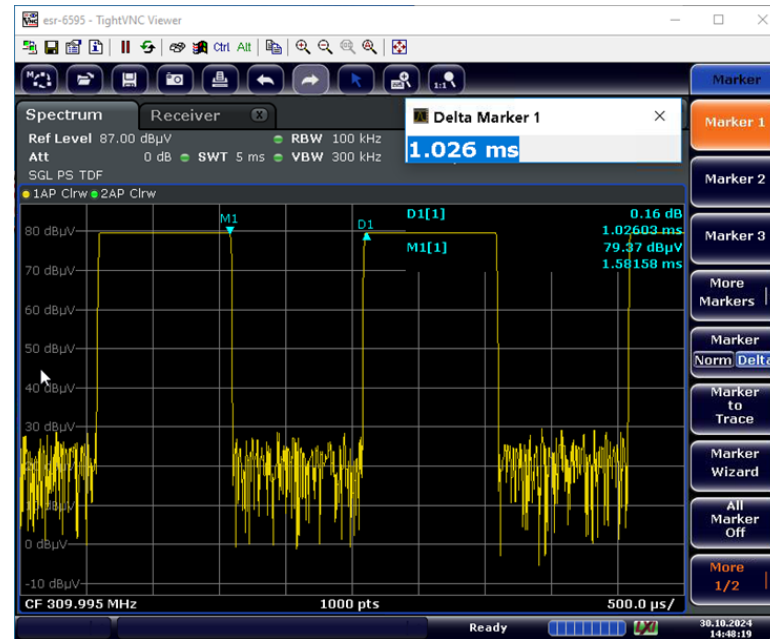 esr-6595 - TightVNC Viewer
Ctrl Alt
Spectrum
Receiver
Delta Marker 1
1.026 ms
Ref Level 87.00 dBµV
RBW 100 kHz
Att 0 dB SWT 5 ms VBW 300 kHz
SGL PS TDF
1AP Clrw 2AP Clrw
D1[1] 0.16 dB
1.02603 ms
M1[1] 79.37 dBµV
1.58158 ms
M1
D1
80 dBµV
70 dBµV
60 dBµV
50 dBµV
40 dBµV
30 dBµV
0 dBµV
-10 dBµV
CF 309.995 MHz 1000 pts 500.0 µs/
Ready
30.10.2024
14:48:19
Marker
Marker 1
Marker 2
Marker 3
More
Markers
Marker
Norm Delta
Marker
to
Trace
Marker
Wizard
All
Marker
Off
More
1/2
1:1